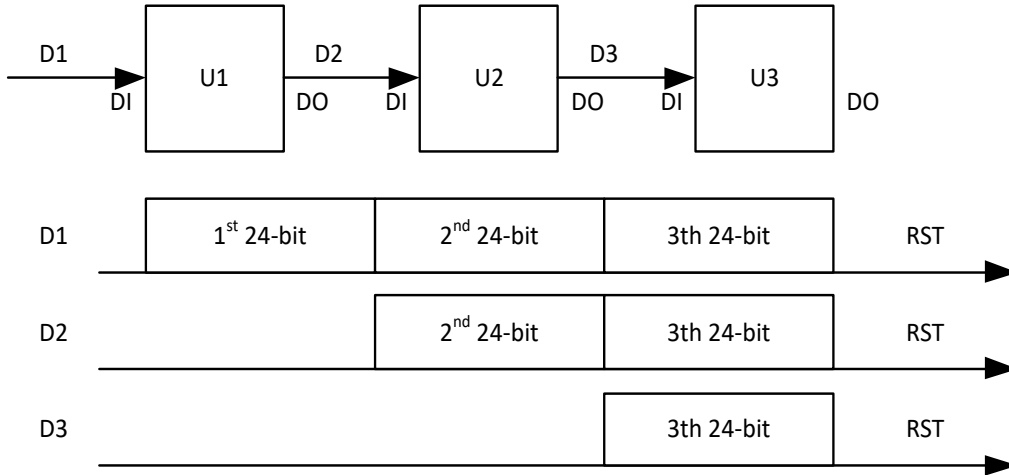 D1 U1 D2 U2 D3 U3
DI DO DI DO DI DO
D1 1st 24-bit 2nd 24-bit 3th 24-bit RST
D2 2nd 24-bit 3th 24-bit RST
D3 3th 24-bit RST